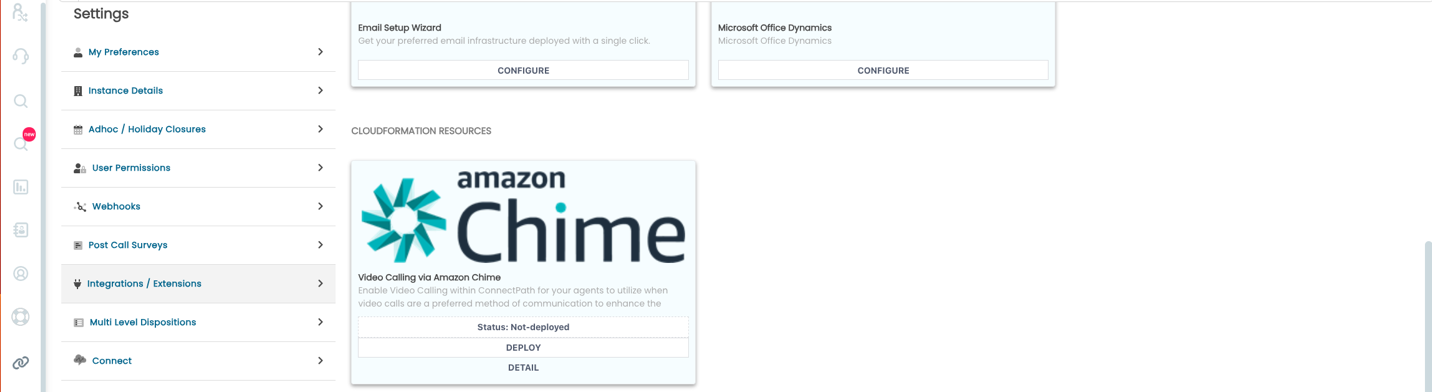 Settings
My Preferences
Instance Details
Adhoc / Holiday Closures
User Permissions
Webhooks
Post Call Surveys
Integrations / Extensions
Multi Level Dispositions
Connect
new
Email Setup Wizard
Get your preferred email infrastructure deployed with a single click.
CONFIGURE
Microsoft Office Dynamics
Microsoft Office Dynamics
CONFIGURE
CLOUDFORMATION RESOURCES
amazon
Chime
Video Calling via Amazon Chime
Enable Video Calling within ConnectPath for your agents to utilize when
video calls are a preferred method of communication to enhance the
Status: Not-deployed
DEPLOY
DETAIL